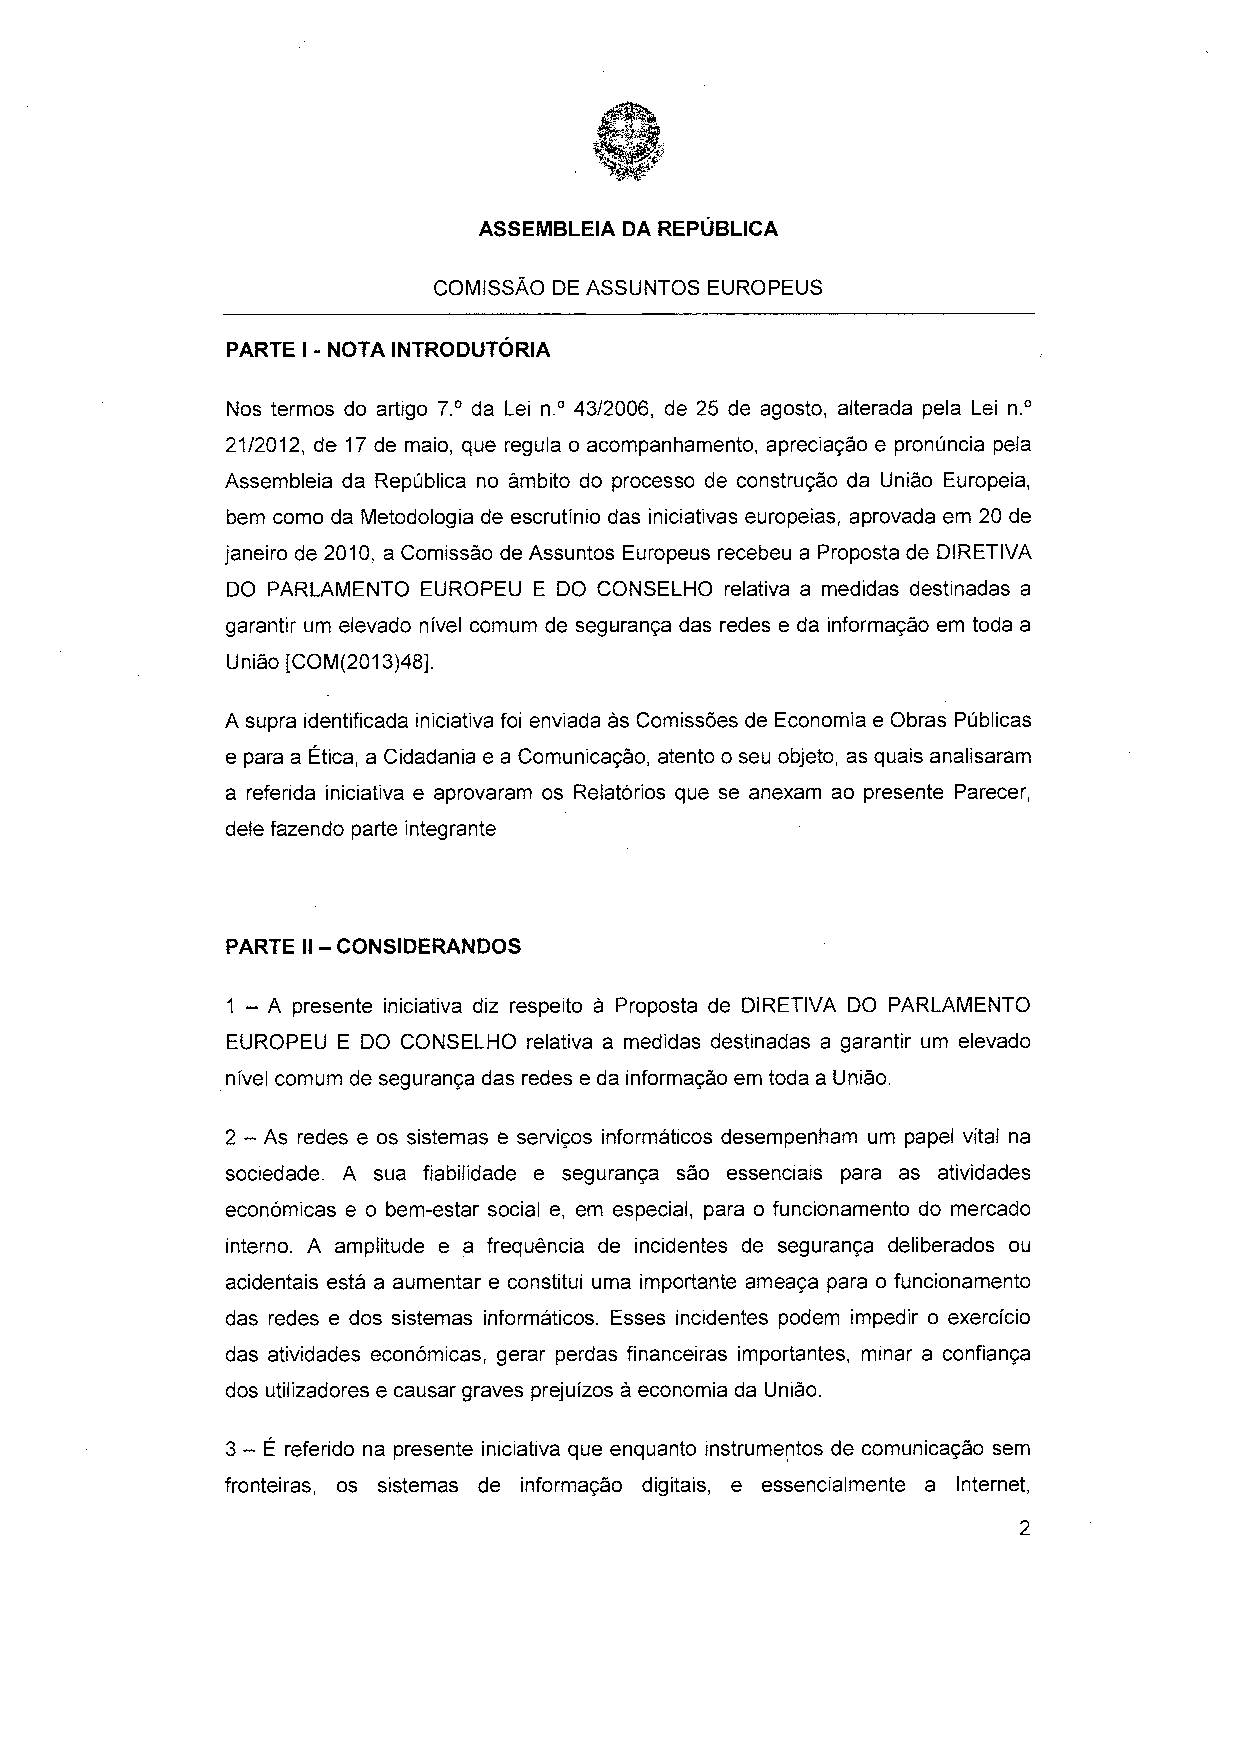 ASSEMBLEIA DA REPÚBLICA
COMISSÃO DE ASSUNTOS EUROPEUS
PARTE I - NOTA INTRODUTÓRIA
Nos termos do artigo 7.º da Lei n.º 43/2006, de 25 de agosto, alterada pela Lei n.º
21/2012, de 17 de maio, que regula o acompanhamento, apreciação e pronúncia pela
Assembleia da República no âmbito do processo de construção da União Europeia,
bem como da Metodologia de escrutínio das iniciativas europeias, aprovada em 20 de
janeiro de 2010, a Comissão de Assuntos Europeus recebeu a Proposta de DIRETIVA
DO PARLAMENTO EUROPEU E DO CONSELHO relativa a medidas destinadas a
garantir um elevado nível comum de segurança das redes e da informação em toda a
União [COM(2013)48].
A supra identificada iniciativa foi enviada às Comissões de Economia e Obras Públicas
e para a Ética, a Cidadania e a Comunicação, atento o seu objeto, as quais analisaram
a referida iniciativa e aprovaram os Relatórios que se anexam ao presente Parecer,
dele fazendo parte integrante
PARTE II – CONSIDERANDOS
1 – A presente iniciativa diz respeito à Proposta de DIRETIVA DO PARLAMENTO
EUROPEU E DO CONSELHO relativa a medidas destinadas a garantir um elevado
nível comum de segurança das redes e da informação em toda a União.
2 – As redes e os sistemas e serviços informáticos desempenham um papel vital na
sociedade. A sua fiabilidade e segurança são essenciais para as atividades
económicas e o bem-estar social e, em especial, para o funcionamento do mercado
interno. A amplitude e a frequência de incidentes de segurança deliberados ou
acidentais está a aumentar e constitui uma importante ameaça para o funcionamento
das redes e dos sistemas informáticos. Esses incidentes podem impedir o exercício
das atividades económicas, gerar perdas financeiras importantes, minar a confiança
dos utilizadores e causar graves prejuízos à economia da União.
3 – É referido na presente iniciativa que enquanto instrumentos de comunicação sem
fronteiras, os sistemas de informação digitais, e essencialmente a Internet,
2